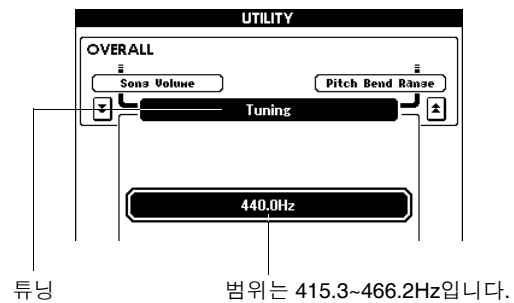 UTILITY
OVERALL
Song Volume
Pitch Bend Range
Tuning
440.0Hz
튜닝
범위는 415.3~466.2Hz입니다.